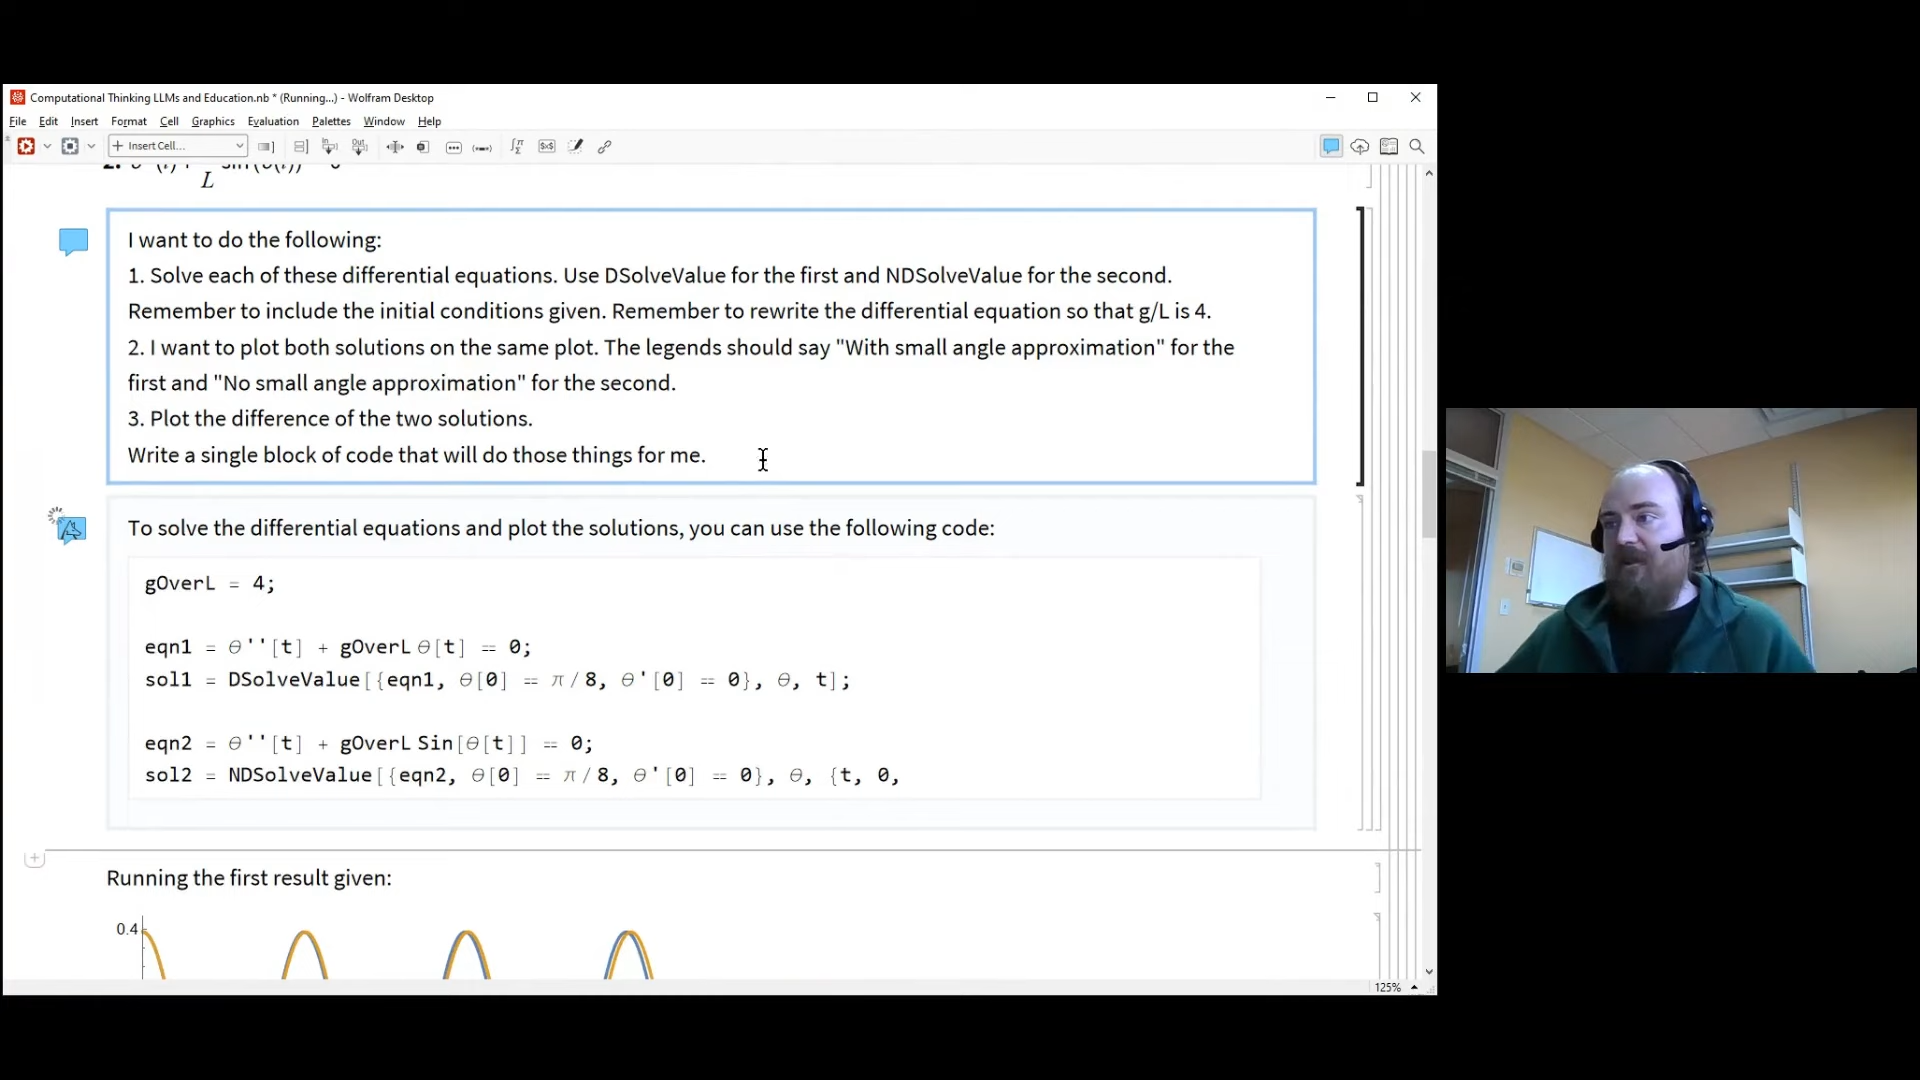 Computational Thinking LLMs and Education.nb * (Running...) - Wolfram Desktop
File Edit Insert Format Cell Graphics Evaluation Palettes Window Help
Insert Cell...
L
I want to do the following:
1. Solve each of these differential equations. Use DSolveValue for the first and NDSolveValue for the second.
Remember to include the initial conditions given. Remember to rewrite the differential equation so that g/L is 4.
2. I want to plot both solutions on the same plot. The legends should say "With small angle approximation" for the
first and "No small angle approximation" for the second.
3. Plot the difference of the two solutions.
Write a single block of code that will do those things for me.
To solve the differential equations and plot the solutions, you can use the following code:
gOverL = 4;
eqn1 = θ''[t] + gOverL θ[t] == 0;
sol1 = DSolveValue[{eqn1, θ[0] == π/8, θ'[0] == 0}, θ, t];
eqn2 = θ''[t] + gOverL Sin[θ[t]] == 0;
sol2 = NDSolveValue[{eqn2, θ[0] == π/8, θ'[0] == 0}, θ, {t, 0,
Running the first result given:
0.4
125%